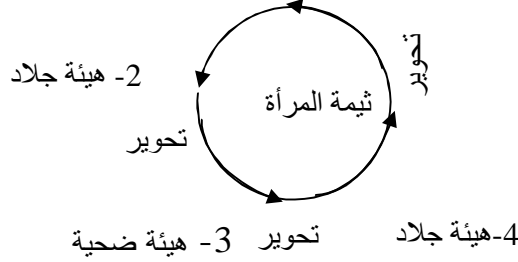 تحوير
2- هيئة جلاد
ثيمة المرأة
تحوير
4-هيئة جلاد
تحوير
3- هيئة ضحية